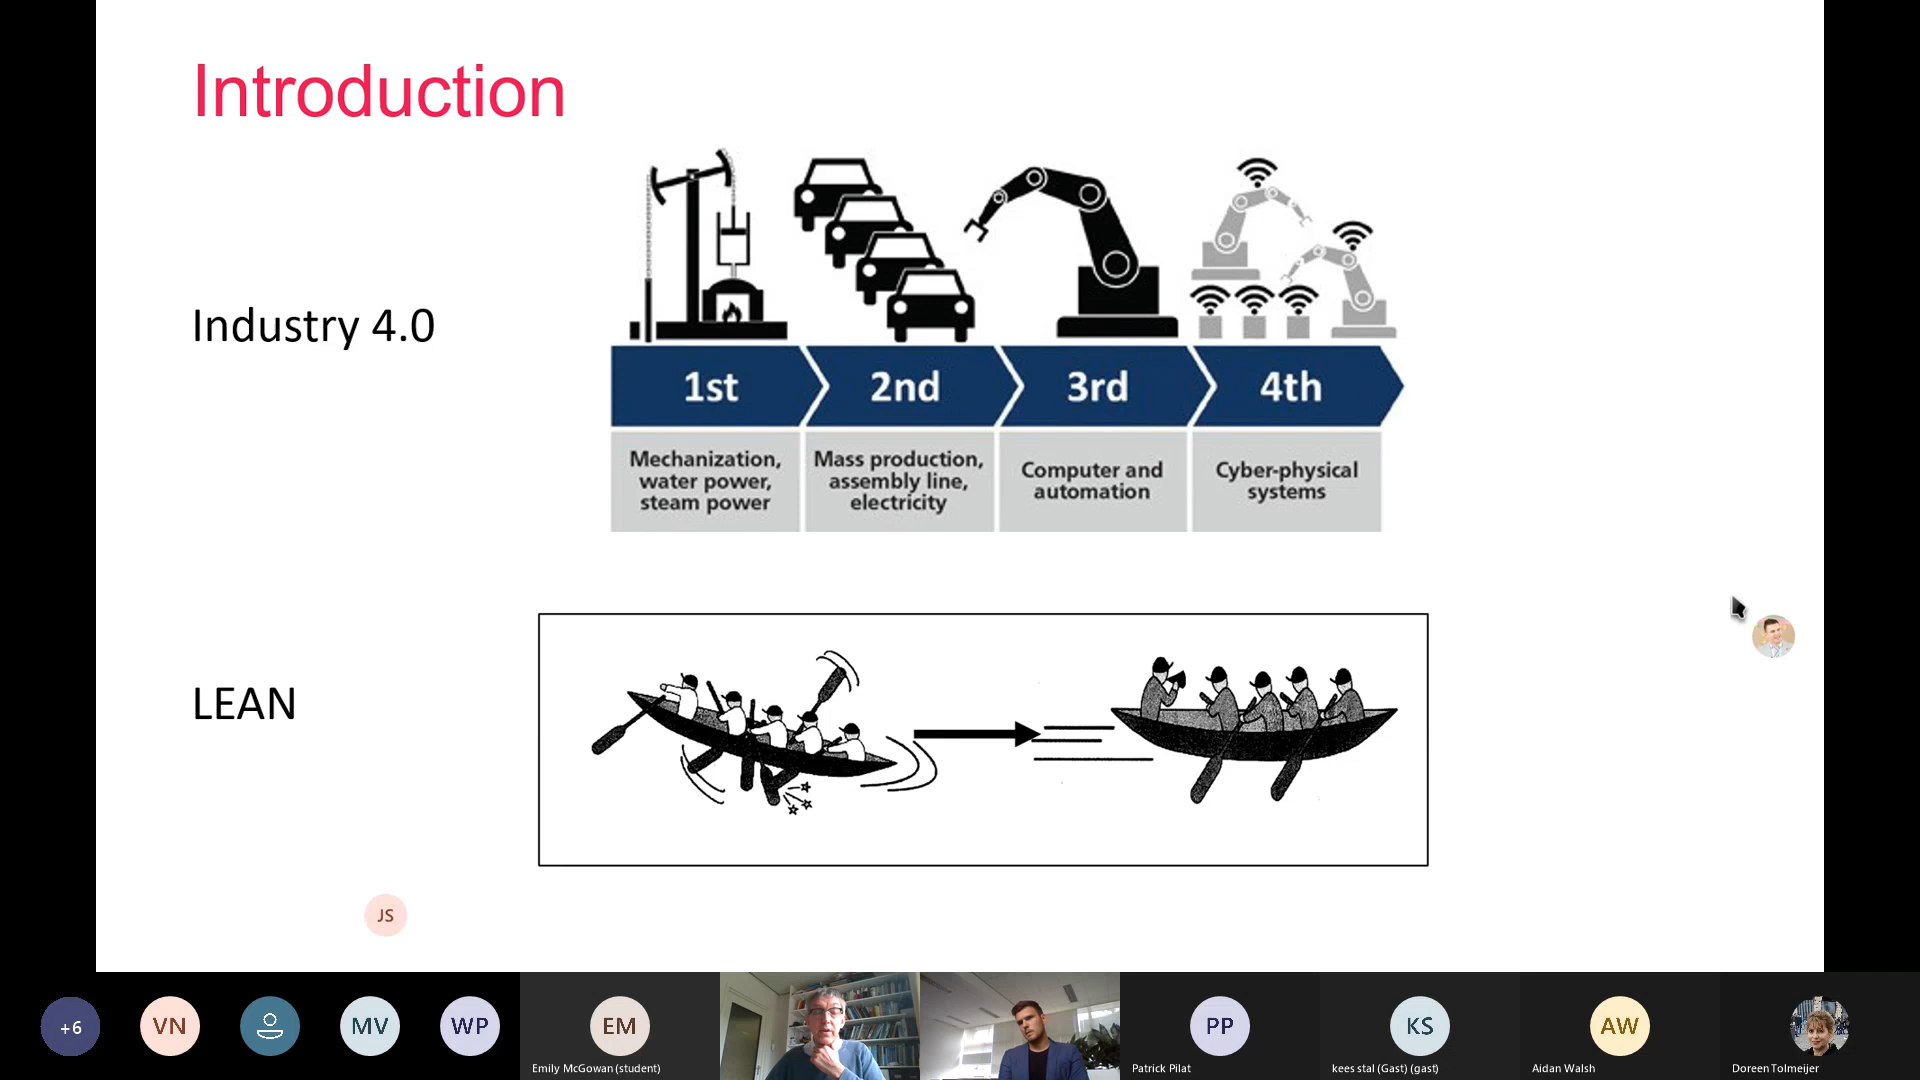 Introduction
Industry 4.0
1st
2nd
3rd
4th
Mechanization,
water power,
steam power
Mass production,
assembly line,
electricity
Computer and
automation
Cyber-physical
systems
LEAN
JS
+6
VN
MV
WP
EM
Emily McGowan (student)
PP
Patrick Pilat
KS
kees stal (Gast) (gast)
AW
Aidan Walsh
Doreen Tolmeijer